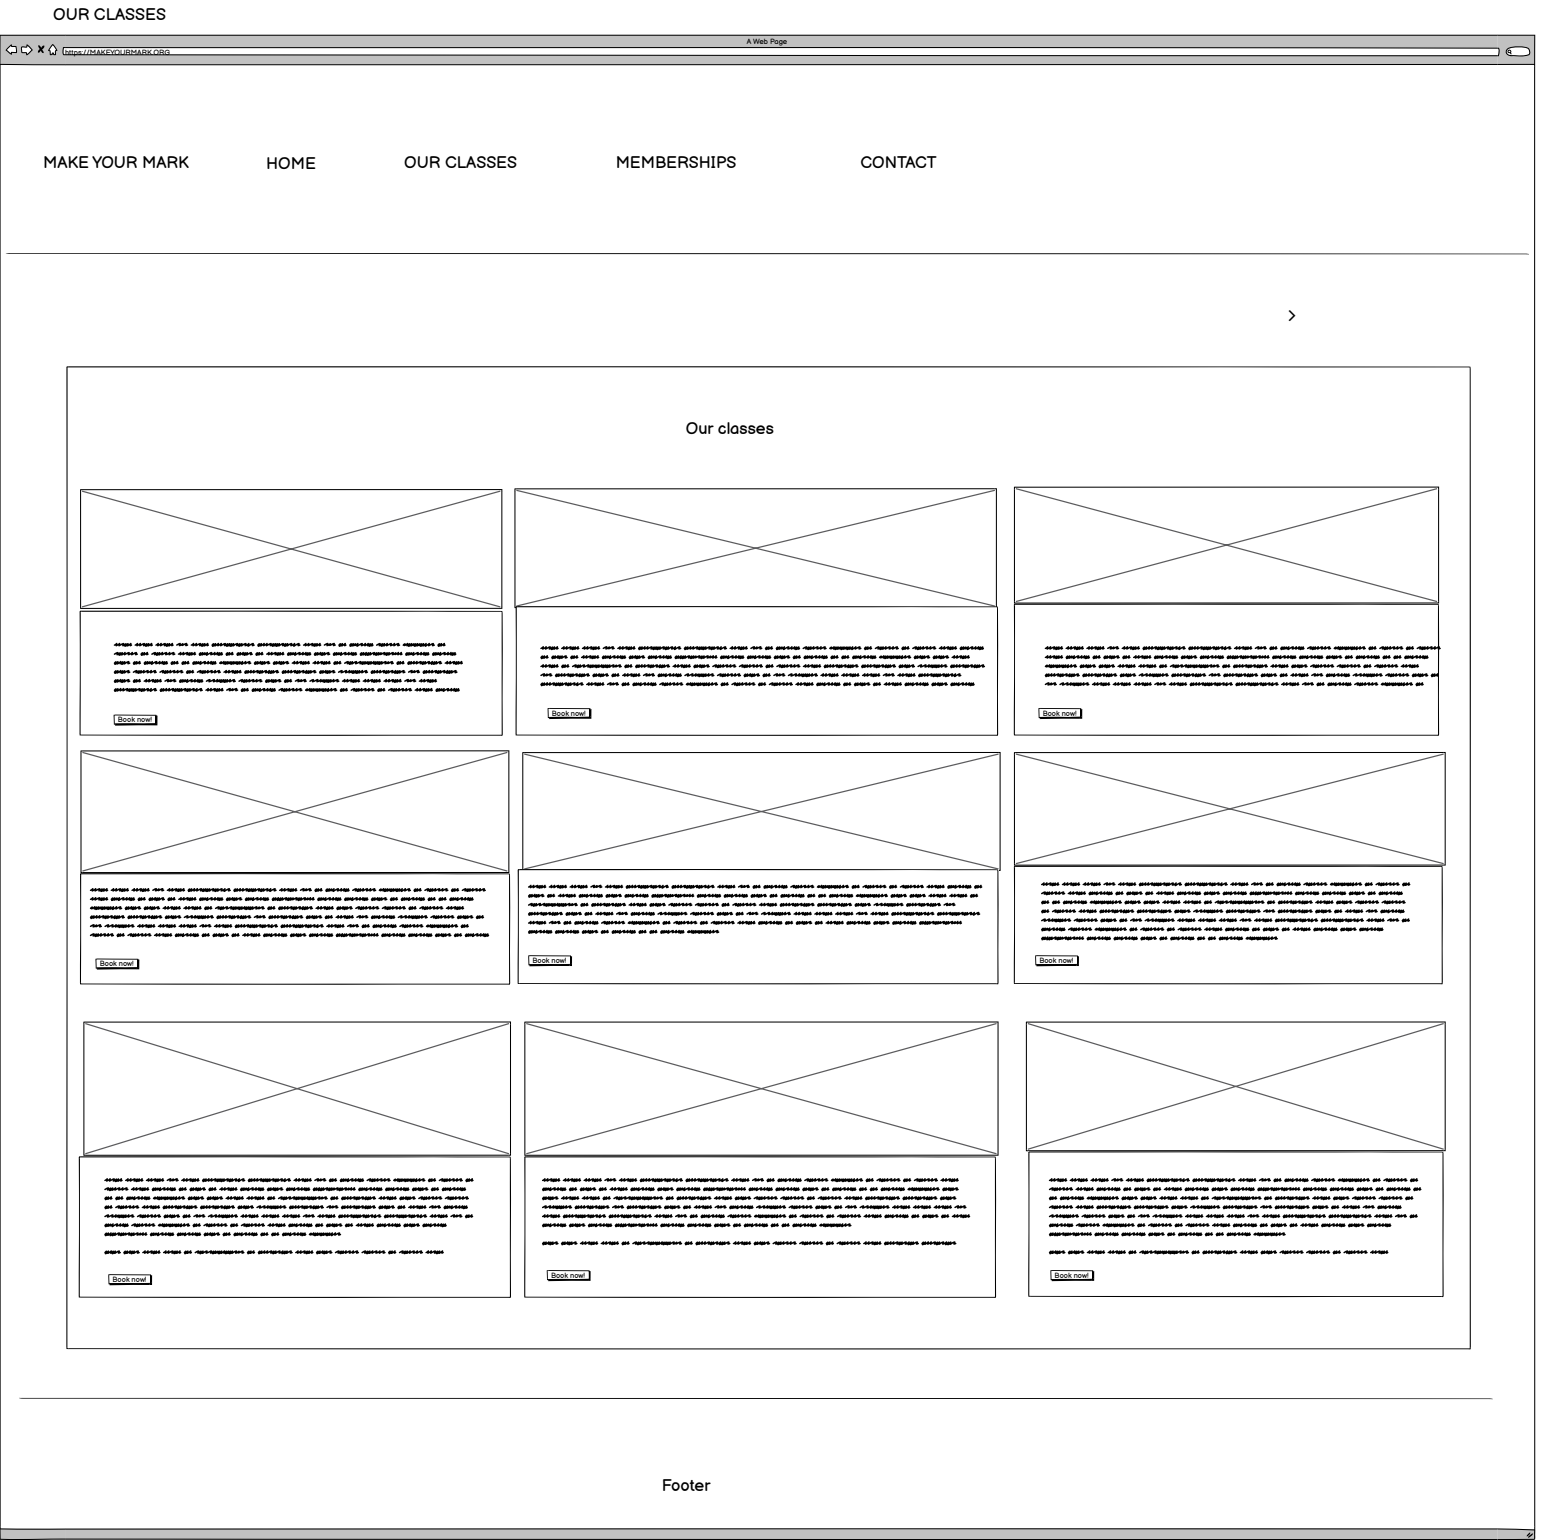 OUR CLASSES
A Web Page
https://MAKEYOURMARK.ORG
MAKE YOUR MARK HOME OUR CLASSES MEMBERSHIPS CONTACT
Our classes
Book now! Book now! Book now!
Book now! Book now! Book now!
Book now! Book now! Book now!
Footer